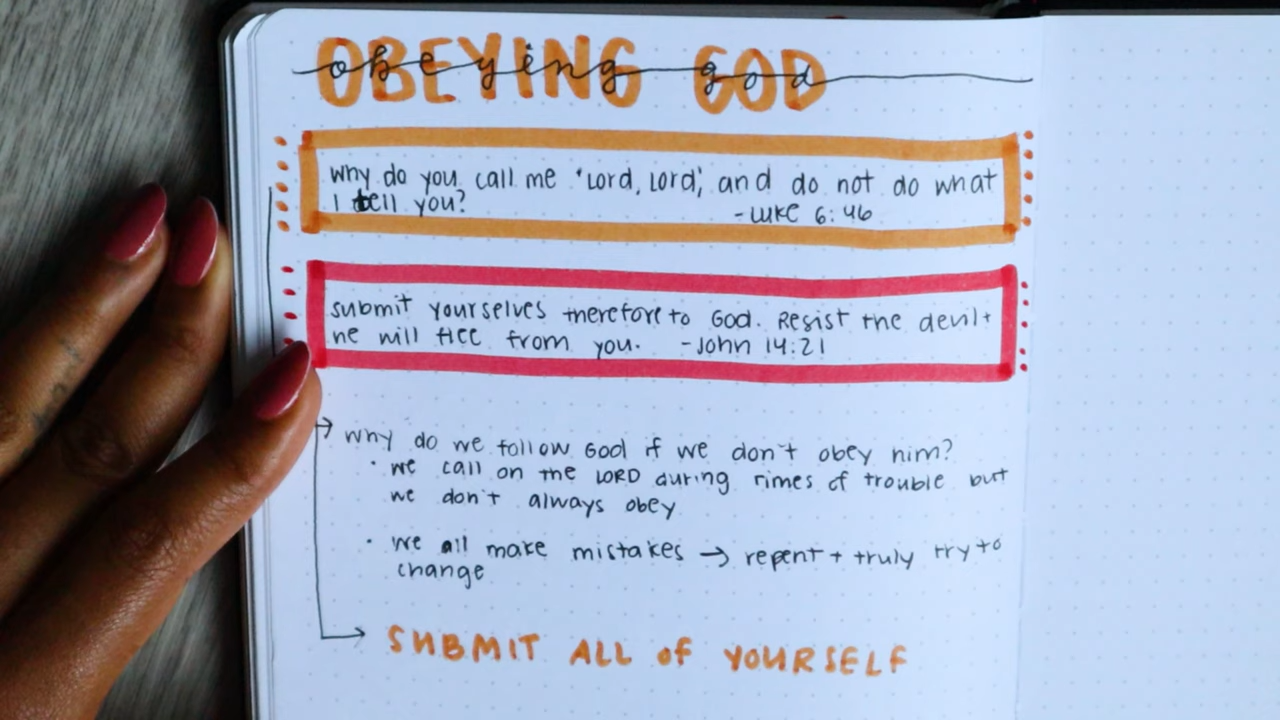 OBEYING GOD
obeying god
why do you call me 'Lord, Lord', and do not do what
I tell you?
-Luke 6:46
submit yourselves therefore to God. Resist the devil +
he will flee from you. -John 14:21
why do we follow God if we don't obey him?
• we call on the LORD during times of trouble but
we don't always obey
• we all make mistakes → repent + truly try to
change
SUBMIT ALL of YOURSELF